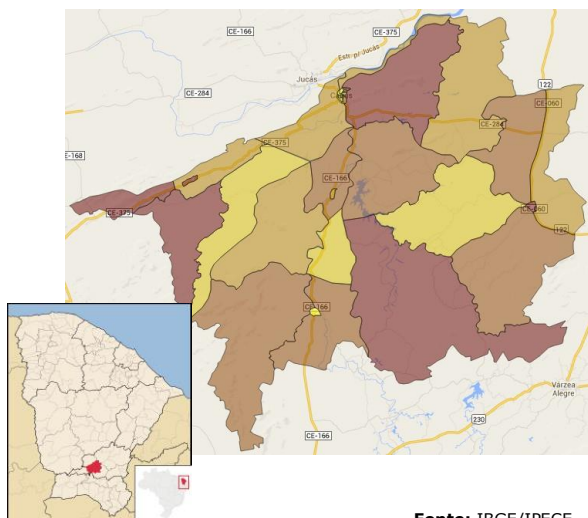 CE-166
CE-375
Estr. p/ Jucás
Jucás
CE-284
122
CE-060
CE-284
CE-375
E-168
CE-166
CE-375
CE-060
122
CE-166
Várzea
Alegre
230
CE-166
Fonte: IBGE/IPECE